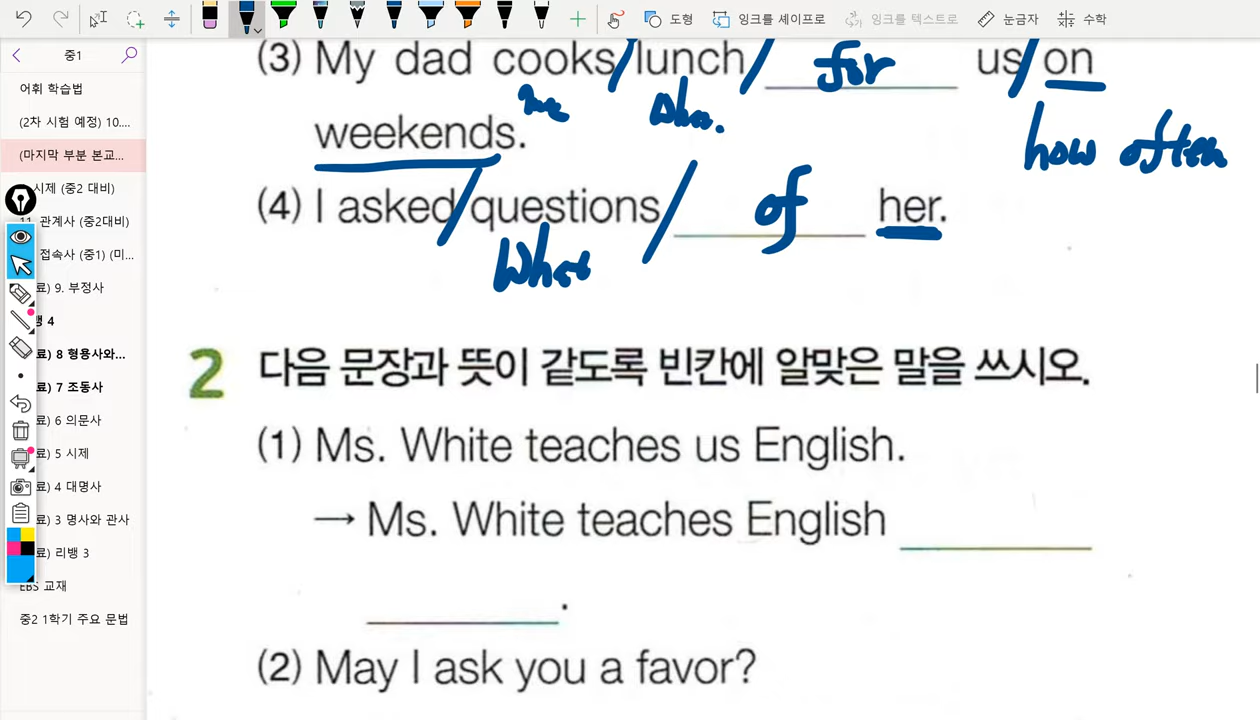 도형
잉크를 셰이프로
잉크를 텍스트로
눈금자
수학
중1
어휘 학습법
(2차 시험 예정) 10....
(마지막 부분 본교...
시제 (중2 대비)
11. 관계사 (중2대비)
접속사 (중1) (미...
료) 9. 부정사
뱅 4
료) 8 형용사와...
료) 7 조동사
료) 6 의문사
료) 5 시제
료) 4 대명사
료) 3 명사와 관사
료) 리뱅 3
EBS 교재
중2 1학기 주요 문법
(3) My dad cooks/lunch/ for us/on
weekends.
how often
(4) I asked/questions/ of her.
What
2 다음 문장과 뜻이 같도록 빈칸에 알맞은 말을 쓰시오.
(1) Ms. White teaches us English.
→ Ms. White teaches English
.
(2) May I ask you a favor?